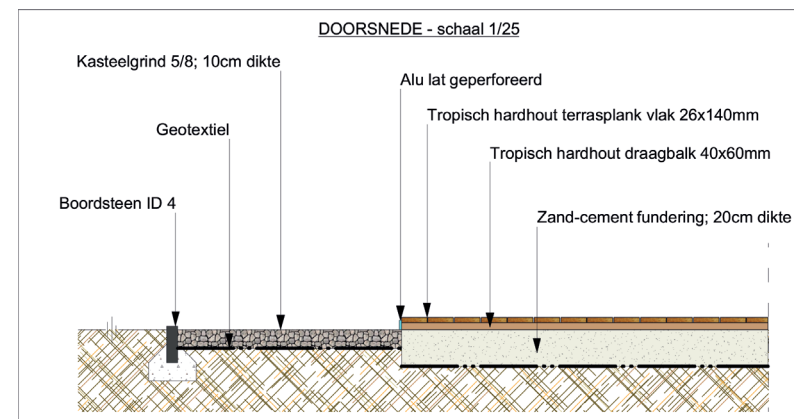 DOORSNEDE - schaal 1/25
Kasteelgrind 5/8; 10cm dikte
Alu lat geperforeerd
Tropisch hardhout terrasplank vlak 26x140mm
Geotextiel
Tropisch hardhout draagbalk 40x60mm
Boordsteen ID 4
Zand-cement fundering; 20cm dikte